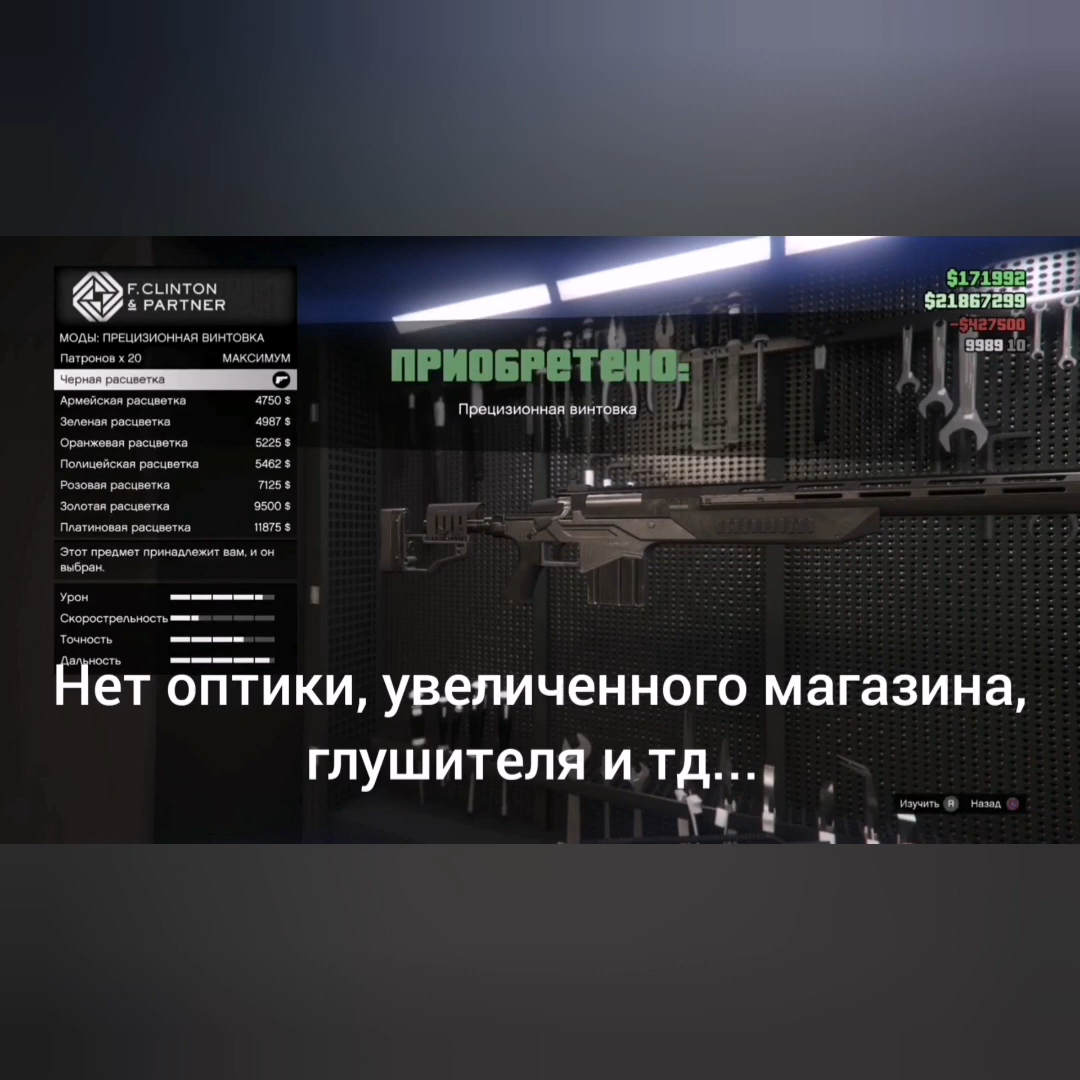 F.CLINTON
& PARTNER
МОДЫ: ПРЕЦИЗИОННАЯ ВИНТОВКА
Патронов x 20 МАКСИМУМ
Черная расцветка
Армейская расцветка 4750 $
Зеленая расцветка 4987 $
Оранжевая расцветка 5225 $
Полицейская расцветка 5462 $
Розовая расцветка 7125 $
Золотая расцветка 9500 $
Платиновая расцветка 11875 $
Этот предмет принадлежит вам, и он
выбран.
Урон
Скорострельность
Точность
Дальность
ПРИОБРЕТЕНО:
Прецизионная винтовка
$171992
$21867299
-$427500
9989 10
Нет оптики, увеличенного магазина,
глушителя и тд...
Изучить R Назад